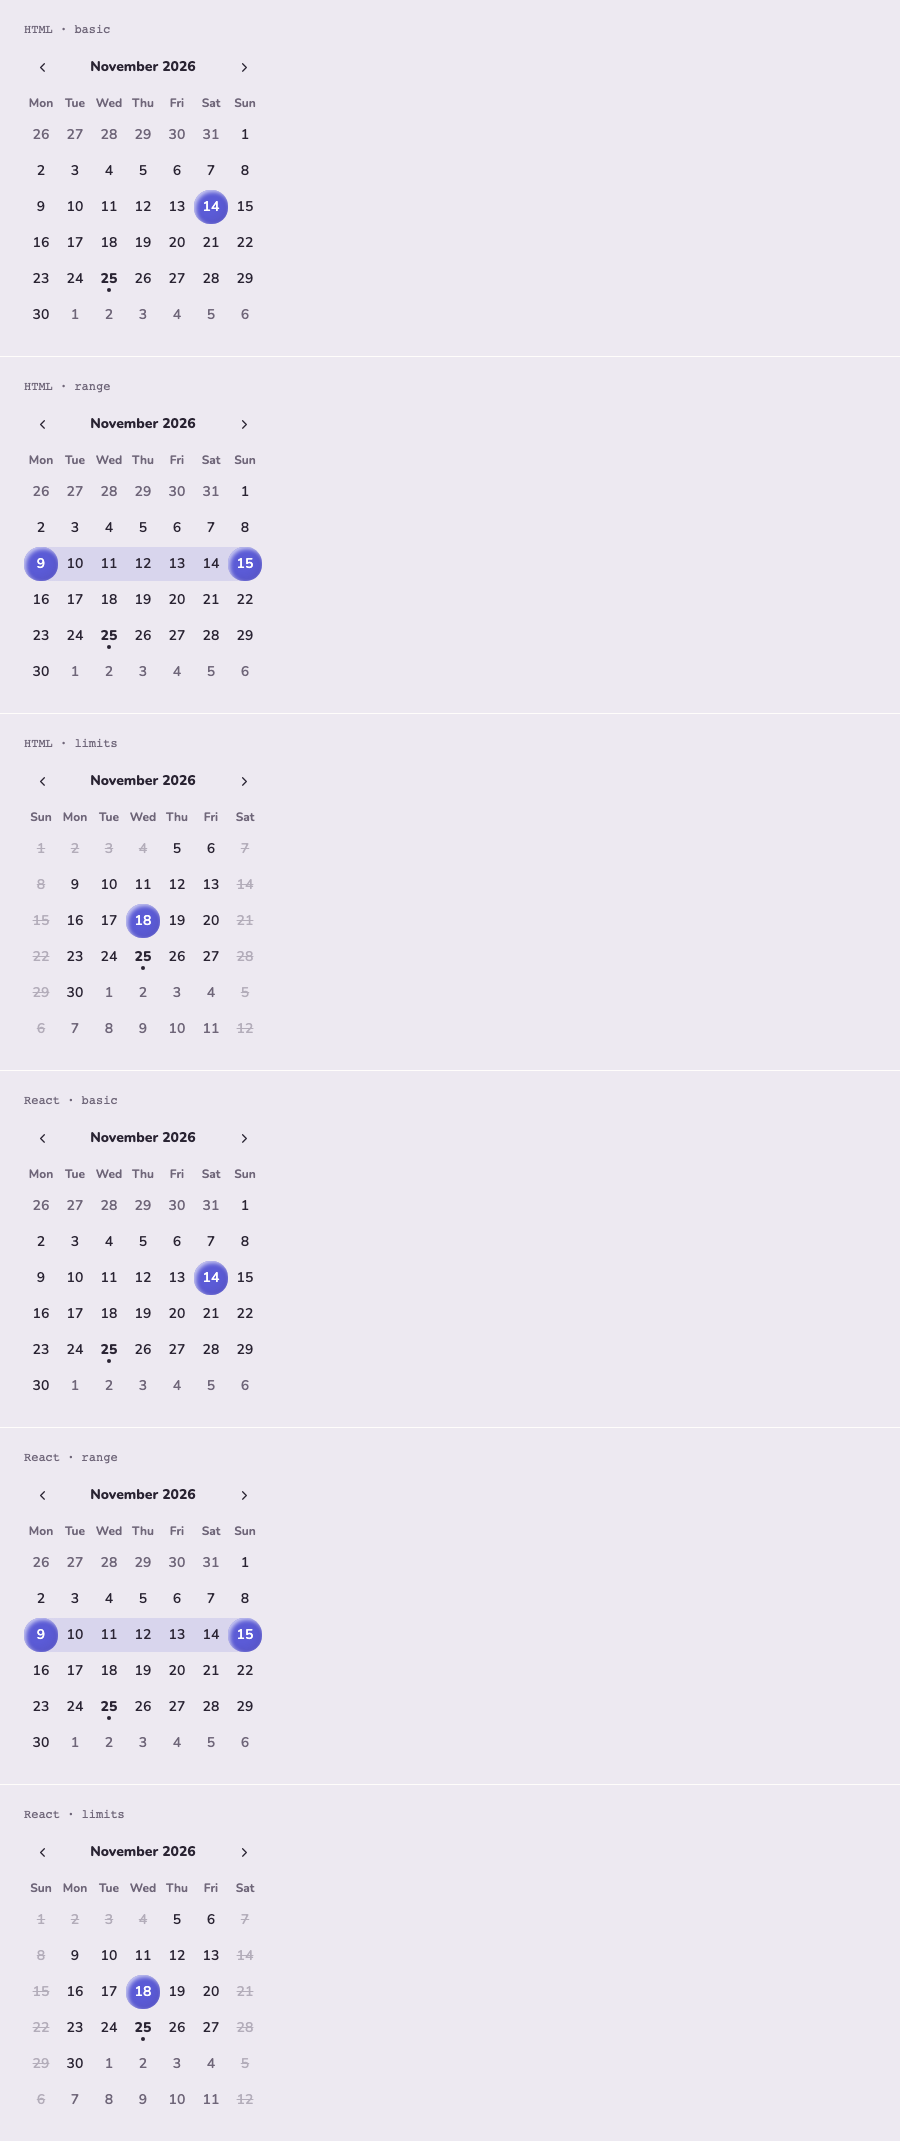 HTML · basic
November 2026
Mon Tue Wed Thu Fri Sat Sun
26 27 28 29 30 31 1
2 3 4 5 6 7 8
9 10 11 12 13 14 15
16 17 18 19 20 21 22
23 24 25 26 27 28 29
30 1 2 3 4 5 6
HTML · range
November 2026
Mon Tue Wed Thu Fri Sat Sun
26 27 28 29 30 31 1
2 3 4 5 6 7 8
9 10 11 12 13 14 15
16 17 18 19 20 21 22
23 24 25 26 27 28 29
30 1 2 3 4 5 6
HTML · limits
November 2026
Sun Mon Tue Wed Thu Fri Sat
1 2 3 4 5 6 7
8 9 10 11 12 13 14
15 16 17 18 19 20 21
22 23 24 25 26 27 28
29 30 1 2 3 4 5
6 7 8 9 10 11 12
React · basic
November 2026
Mon Tue Wed Thu Fri Sat Sun
26 27 28 29 30 31 1
2 3 4 5 6 7 8
9 10 11 12 13 14 15
16 17 18 19 20 21 22
23 24 25 26 27 28 29
30 1 2 3 4 5 6
React · range
November 2026
Mon Tue Wed Thu Fri Sat Sun
26 27 28 29 30 31 1
2 3 4 5 6 7 8
9 10 11 12 13 14 15
16 17 18 19 20 21 22
23 24 25 26 27 28 29
30 1 2 3 4 5 6
React · limits
November 2026
Sun Mon Tue Wed Thu Fri Sat
1 2 3 4 5 6 7
8 9 10 11 12 13 14
15 16 17 18 19 20 21
22 23 24 25 26 27 28
29 30 1 2 3 4 5
6 7 8 9 10 11 12